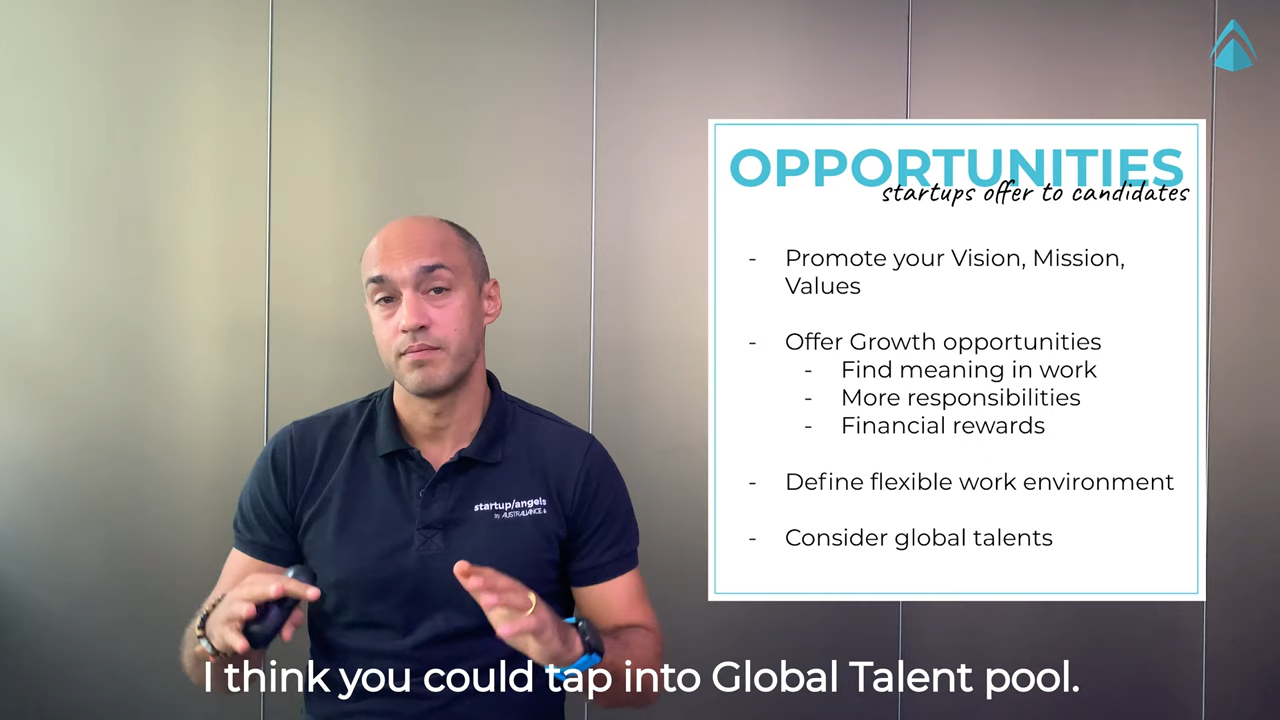 OPPORTUNITIES
startups offer to candidates
- Promote your Vision, Mission,
Values
- Offer Growth opportunities
- Find meaning in work
- More responsibilities
- Financial rewards
- Define flexible work environment
- Consider global talents
startup/angels
by AUSTRALIANCE
I think you could tap into Global Talent pool.